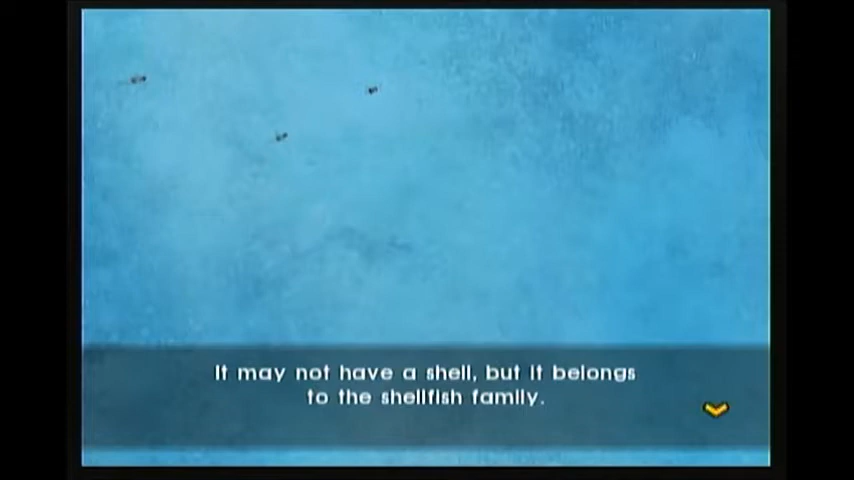 It may not have a shell, but it belongs
to the shellfish family.